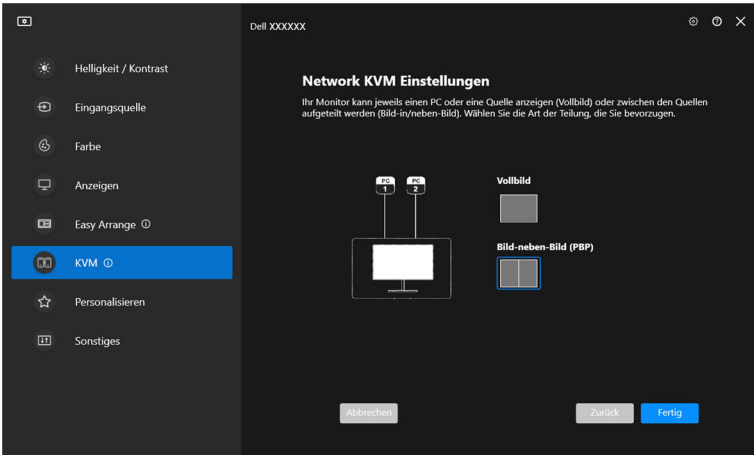 Dell XXXXXX
Helligkeit / Kontrast
Eingangsquelle
Farbe
Anzeigen
Easy Arrange
KVM
Personalisieren
Sonstiges
Network KVM Einstellungen
Ihr Monitor kann jeweils einen PC oder eine Quelle anzeigen (Vollbild) oder zwischen den Quellen
aufgeteilt werden (Bild-in/neben-Bild). Wählen Sie die Art der Teilung, die Sie bevorzugen.
PC
1
PC
2
Vollbild
Bild-neben-Bild (PBP)
Abbrechen
Zurück
Fertig